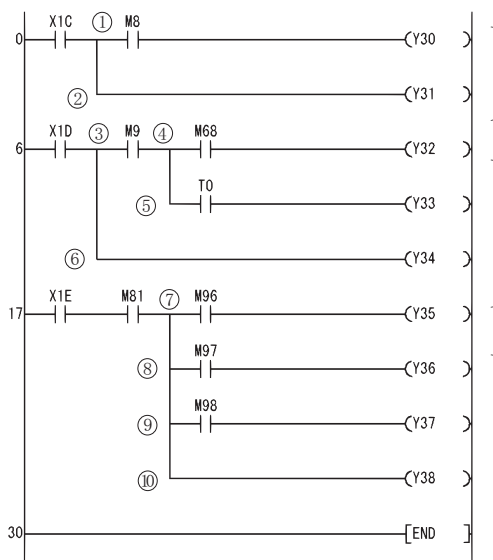 X1C ① M8
0 (Y30 )
② (Y31 )
X1D ③ M9 ④ M68
6 (Y32 )
T0
⑤ (Y33 )
⑥ (Y34 )
X1E M81 ⑦ M96
17 (Y35 )
M97
⑧ (Y36 )
M98
⑨ (Y37 )
⑩ (Y38 )
30 [END ]